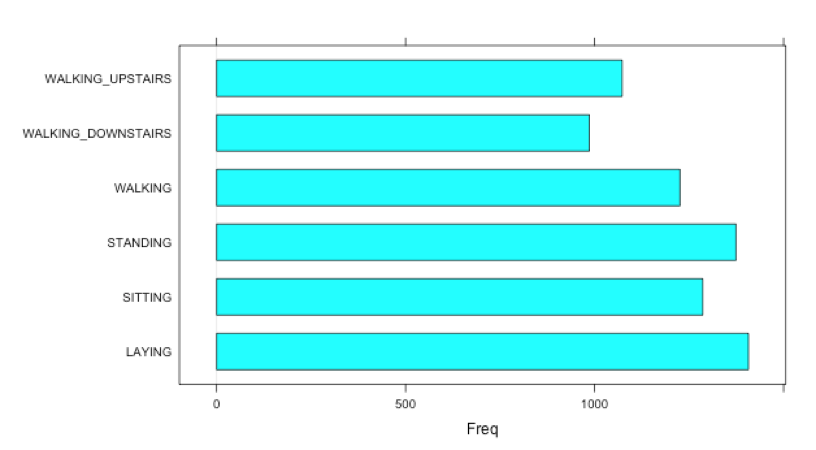 WALKING_UPSTAIRS
WALKING_DOWNSTAIRS
WALKING
STANDING
SITTING
LAYING
0 500 1000
Freq